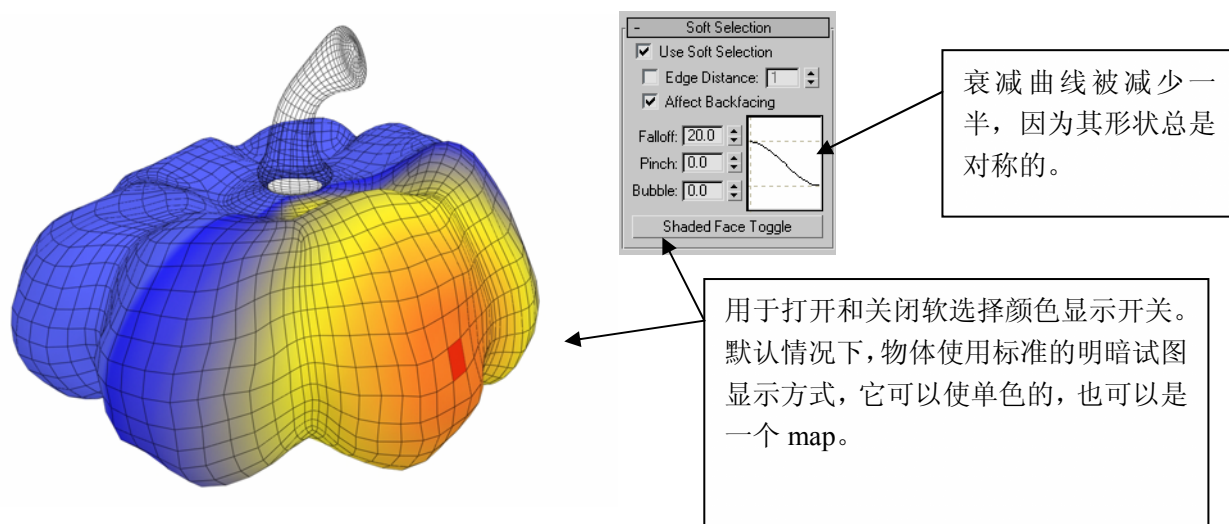 - Soft Selection
Use Soft Selection
Edge Distance: 1
Affect Backfacing
Falloff: 20.0
Pinch: 0.0
Bubble: 0.0
Shaded Face Toggle
衰减曲线被减少一
半，因为其形状总是
对称的。
用于打开和关闭软选择颜色显示开关。
默认情况下，物体使用标准的明暗试图
显示方式，它可以使单色的，也可以是
一个 map。